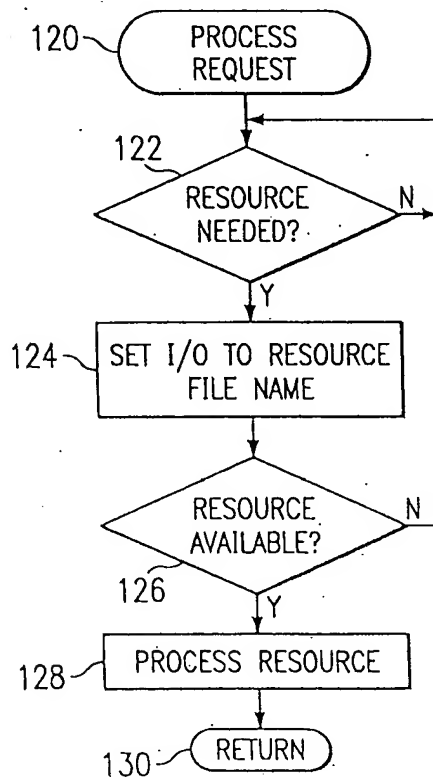 120
PROCESS
REQUEST
122
RESOURCE
NEEDED?
N
Y
124
SET I/O TO RESOURCE
FILE NAME
RESOURCE
AVAILABLE?
N
126
Y
128
PROCESS RESOURCE
130
RETURN